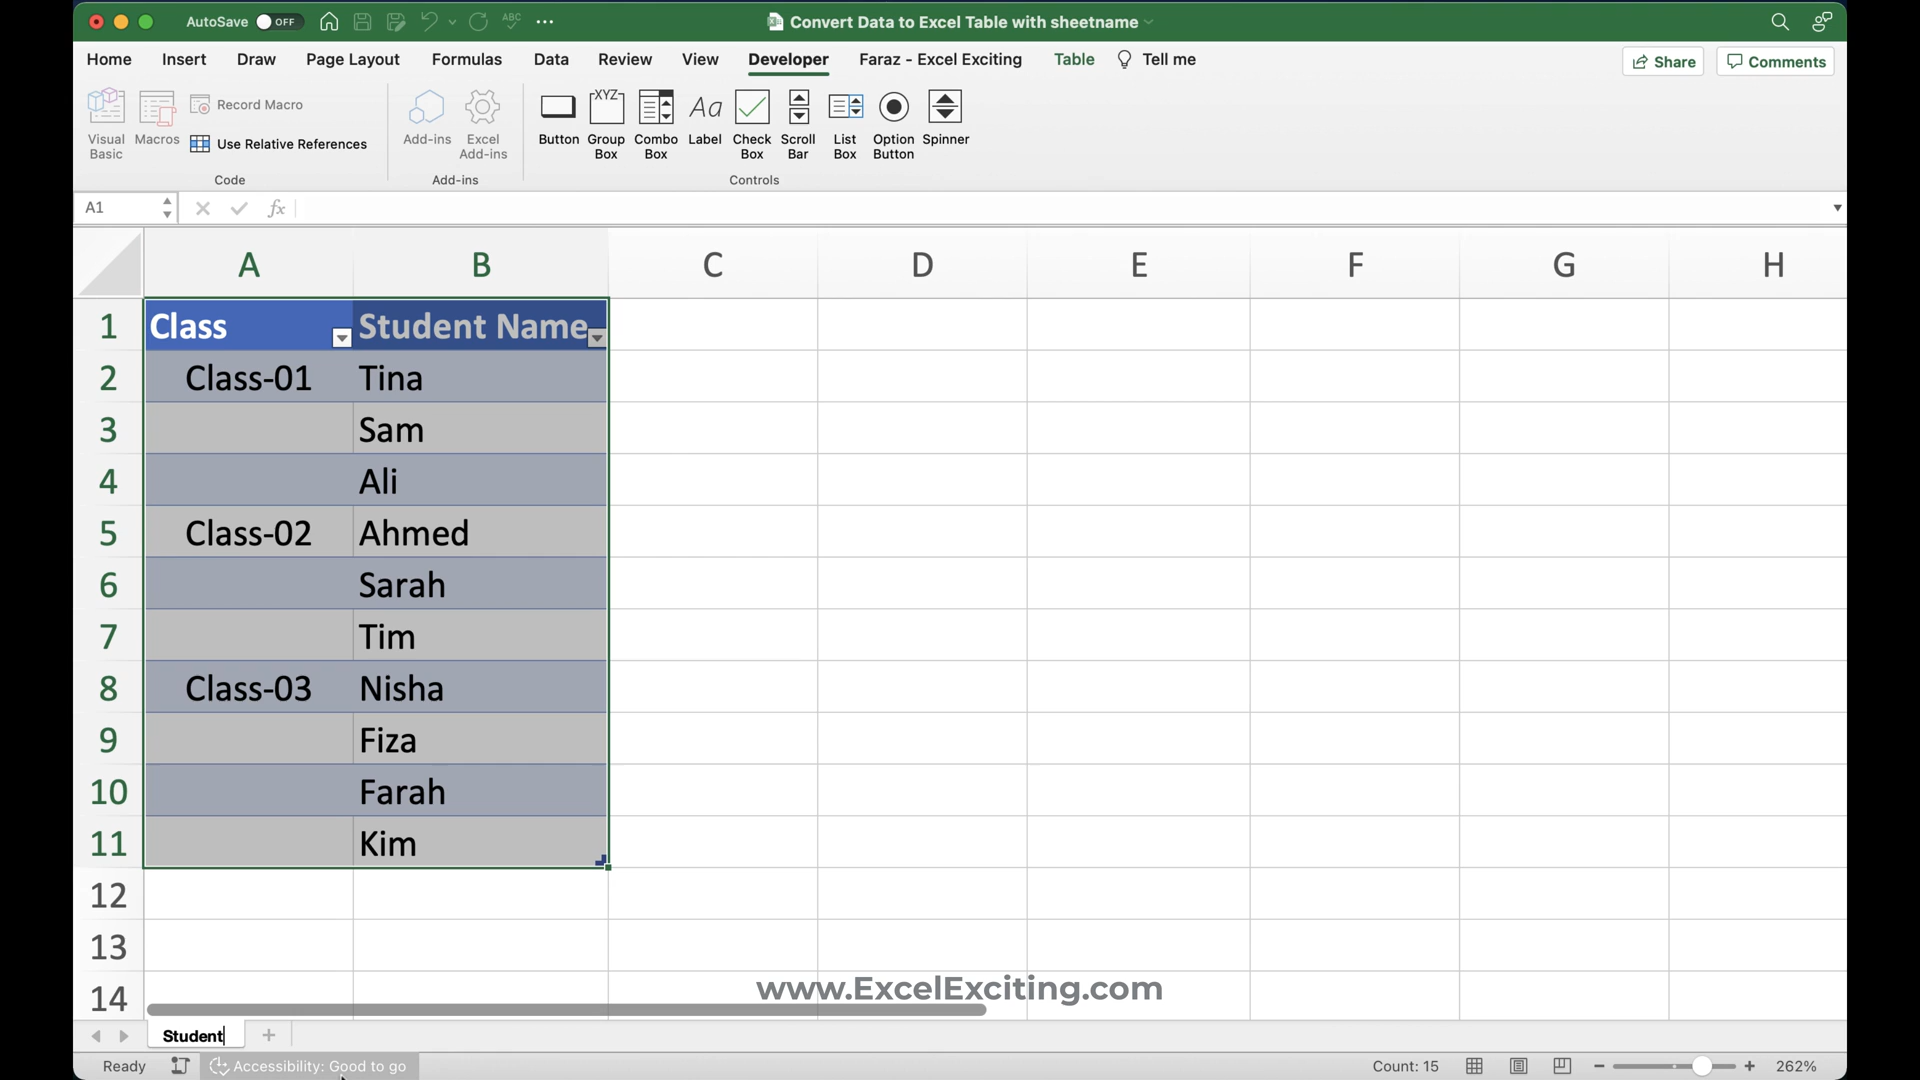 AutoSave OFF ABC ... Convert Data to Excel Table with sheetname
Home Insert Draw Page Layout Formulas Data Review View Developer Faraz - Excel Exciting Table Tell me Share Comments
Visual Basic Macros Record Macro Use Relative References Add-ins Excel Add-ins Button XYZ Group Box Combo Box Aa Label Check Box Scroll Bar List Box Option Button Spinner
Code Add-ins Controls
A1 fx
A B C D E F G H
1 Class Student Name
2 Class-01 Tina
3 Sam
4 Ali
5 Class-02 Ahmed
6 Sarah
7 Tim
8 Class-03 Nisha
9 Fiza
10 Farah
11 Kim
12
13
14 www.ExcelExciting.com
Student
Ready Accessibility: Good to go Count: 15 262%